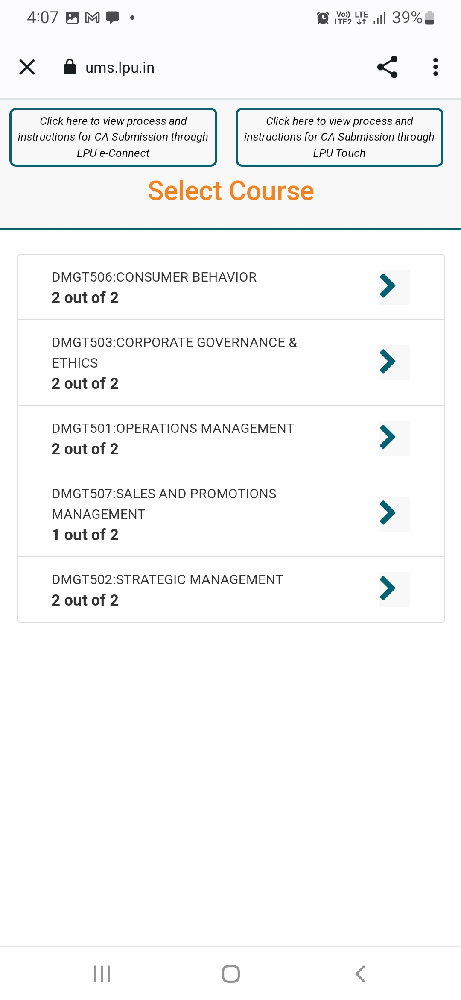 4:07
Vo)) LTE
LTE2
39%
ums.lpu.in
Click here to view process and
instructions for CA Submission through
LPU e-Connect
Click here to view process and
instructions for CA Submission through
LPU Touch
Select Course
DMGT506:CONSUMER BEHAVIOR
2 out of 2
DMGT503:CORPORATE GOVERNANCE &
ETHICS
2 out of 2
DMGT501:OPERATIONS MANAGEMENT
2 out of 2
DMGT507:SALES AND PROMOTIONS
MANAGEMENT
1 out of 2
DMGT502:STRATEGIC MANAGEMENT
2 out of 2